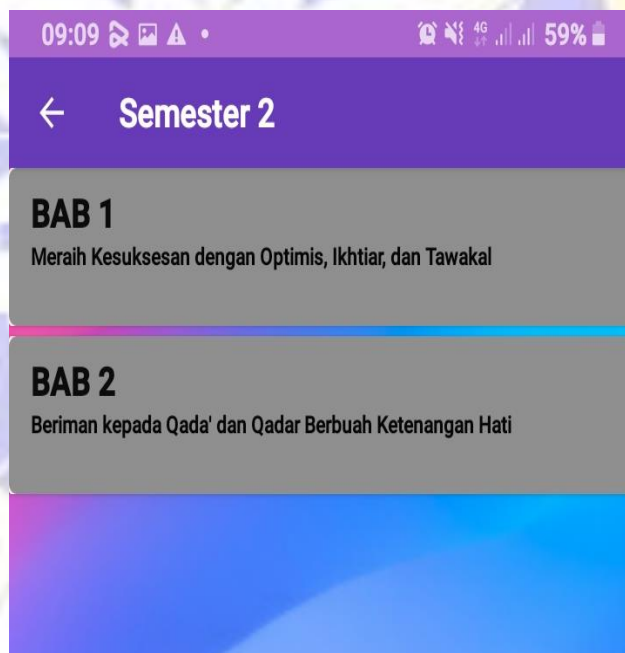 09:09 4G 59%
Semester 2
BAB 1
Meraih Kesuksesan dengan Optimis, Ikhtiar, dan Tawakal
BAB 2
Beriman kepada Qada' dan Qadar Berbuah Ketenangan Hati